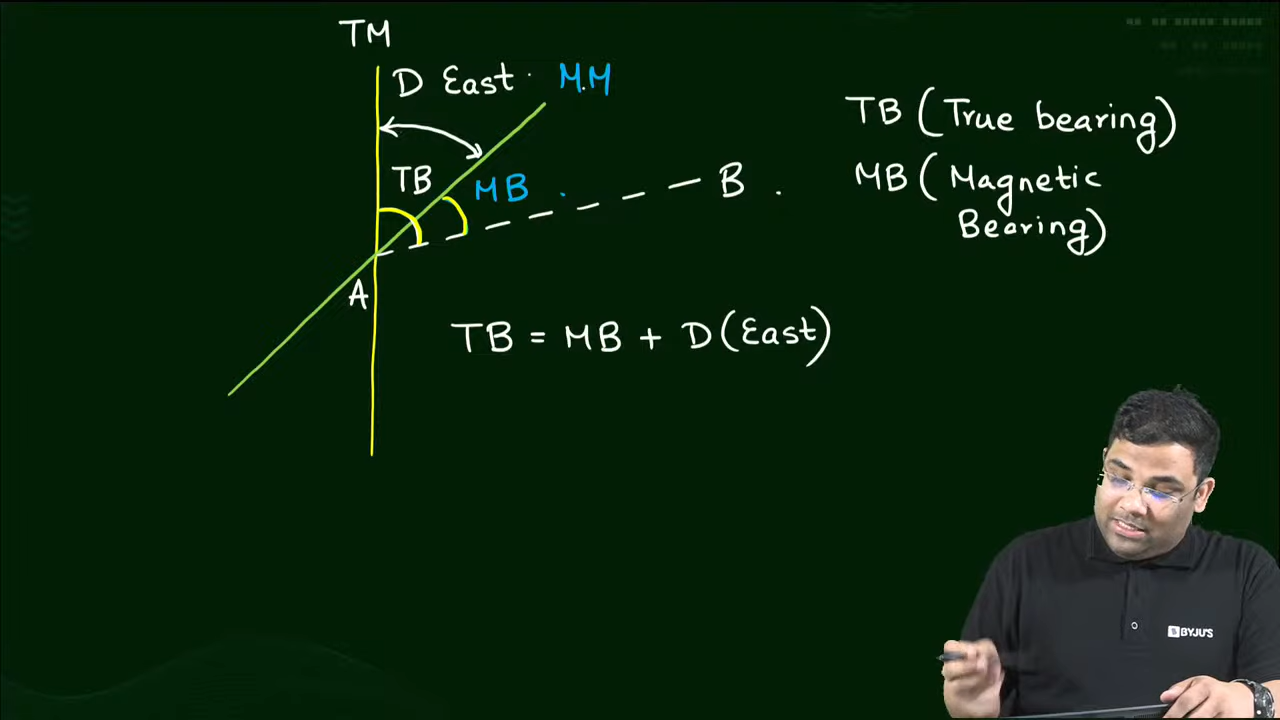 TM
D East
M.M
TB (True bearing)
TB
MB
B
MB ( Magnetic
Bearing)
A
TB = MB + D (East)
BYJU'S